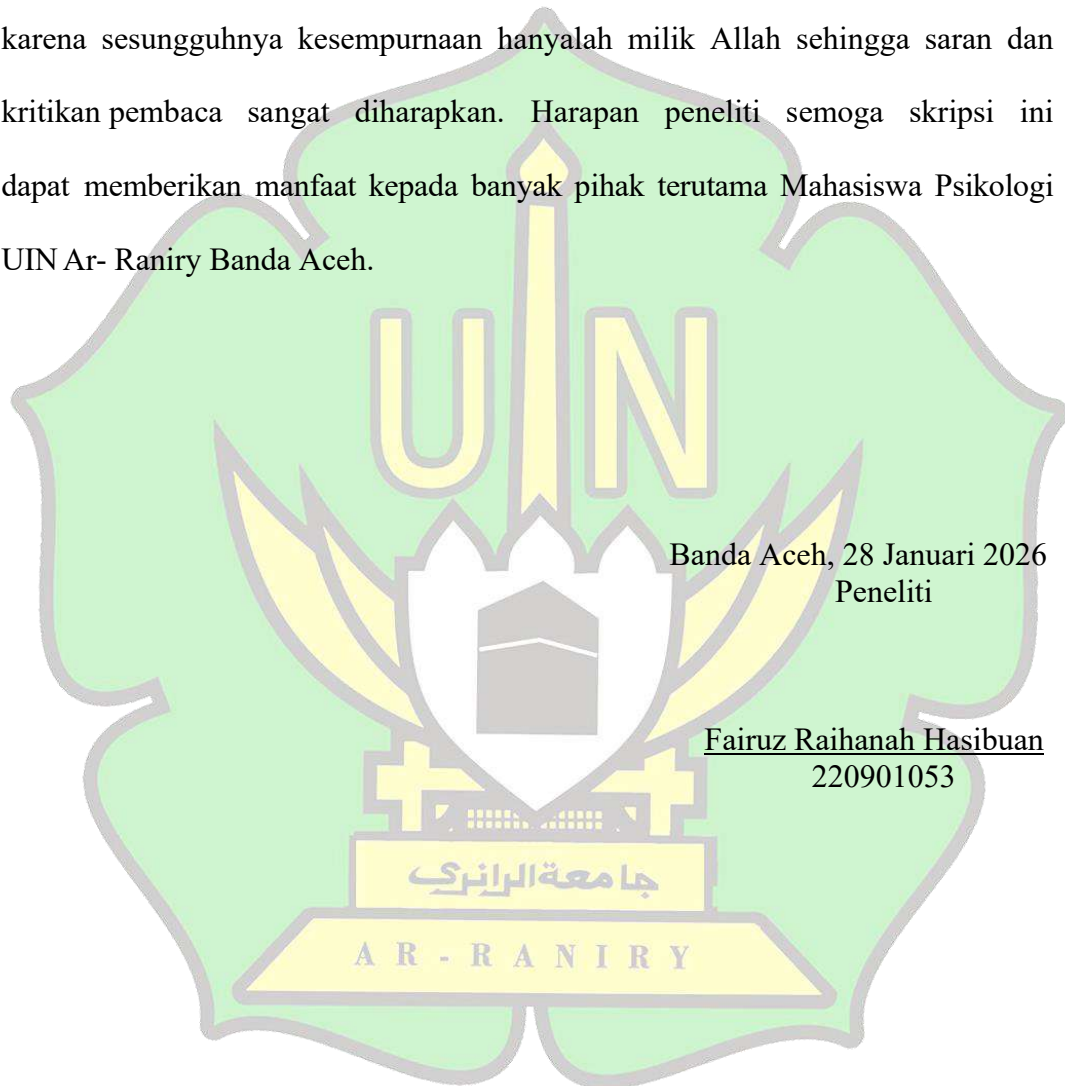 karena sesungguhnya kesempurnaan hanyalah milik Allah sehingga saran dan
kritikan pembaca sangat diharapkan. Harapan peneliti semoga skripsi ini
dapat memberikan manfaat kepada banyak pihak terutama Mahasiswa Psikologi
UIN Ar- Raniry Banda Aceh.
UIN
Banda Aceh, 28 Januari 2026
Peneliti
Fairuz Raihanah Hasibuan
220901053
جامعة الرانري
AR-RANIRY